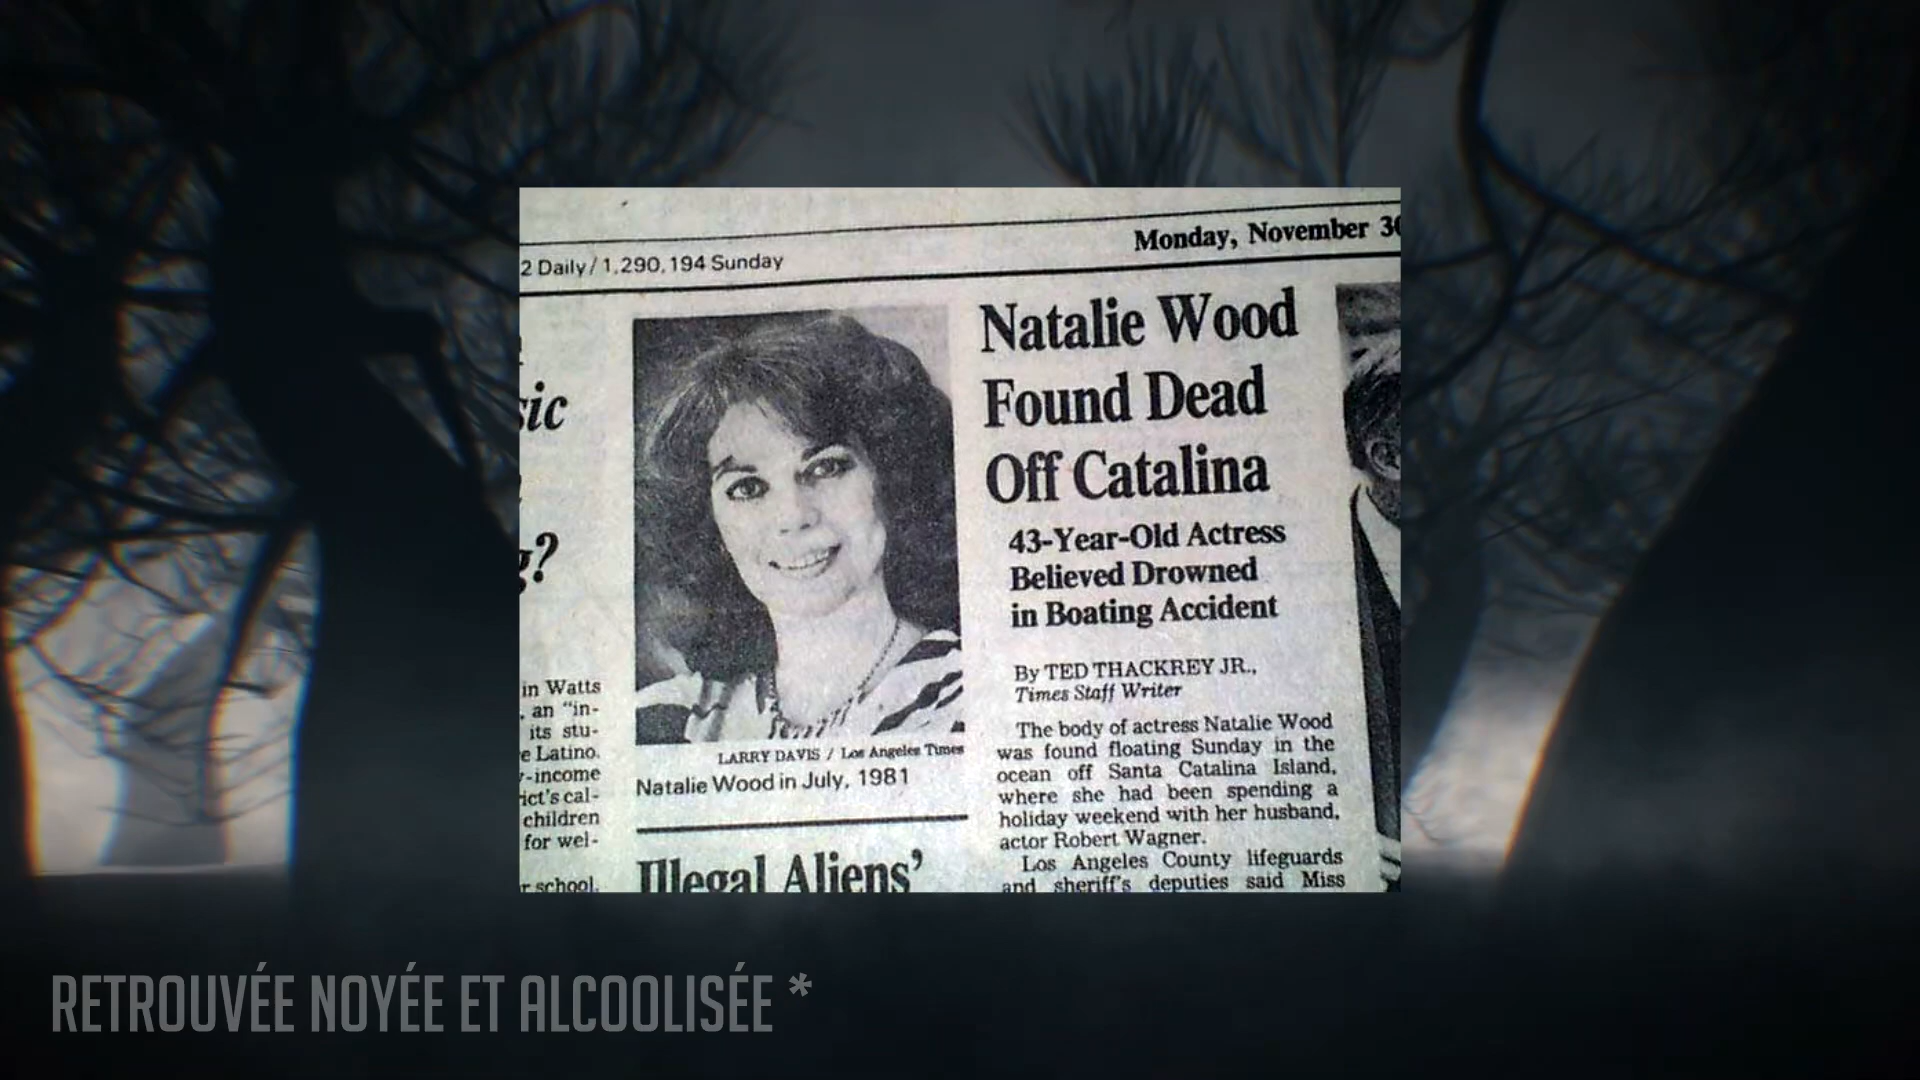 2 Daily / 1,290,194 Sunday
Monday, November 30
sic
g?
in Watts
. an "in-
its stu-
e Latino.
-income
ict's cal-
children
for wel-
r school.
LARRY DAVIS / Los Angeles Times
Natalie Wood in July, 1981
Illegal Aliens'
Natalie Wood
Found Dead
Off Catalina
43-Year-Old Actress
Believed Drowned
in Boating Accident
By TED THACKREY JR.,
Times Staff Writer
The body of actress Natalie Wood
was found floating Sunday in the
ocean off Santa Catalina Island,
where she had been spending a
holiday weekend with her husband,
actor Robert Wagner.
Los Angeles County lifeguards
and sheriff's deputies said Miss
RETROUVÉE NOYÉE ET ALCOOLISÉE *